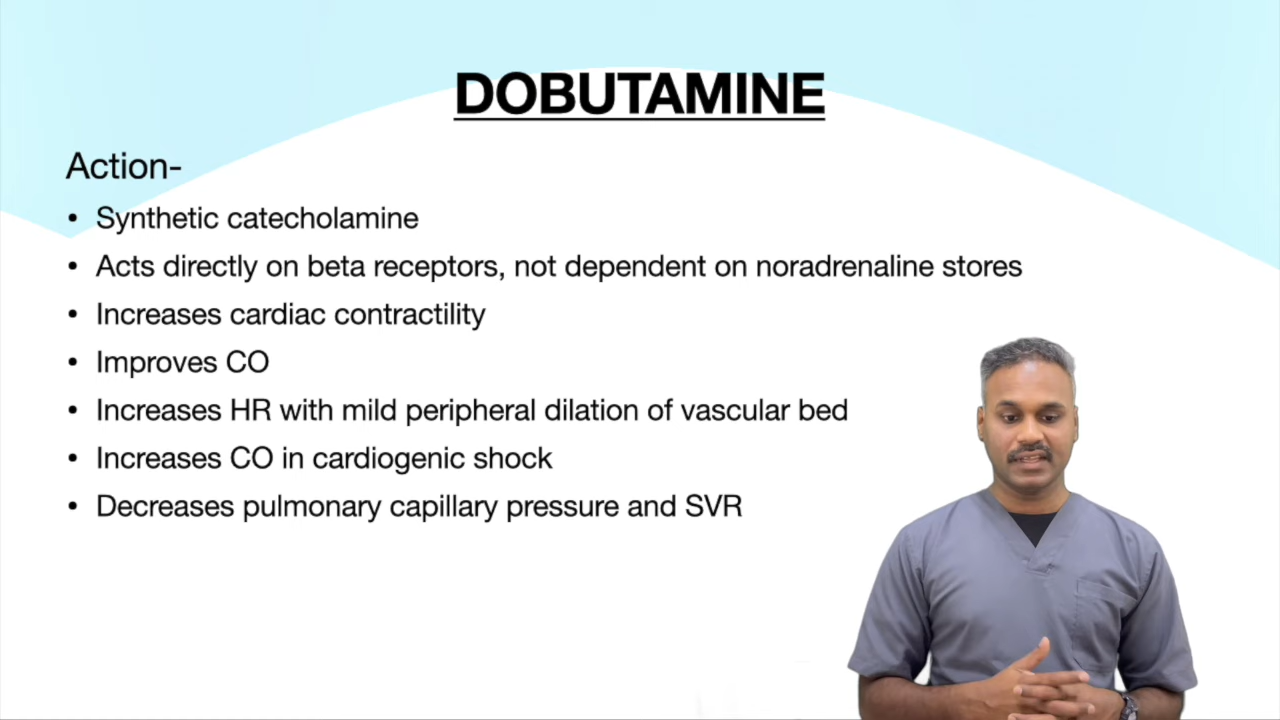 DOBUTAMINE
Action-
• Synthetic catecholamine
• Acts directly on beta receptors, not dependent on noradrenaline stores
• Increases cardiac contractility
• Improves CO
• Increases HR with mild peripheral dilation of vascular bed
• Increases CO in cardiogenic shock
• Decreases pulmonary capillary pressure and SVR